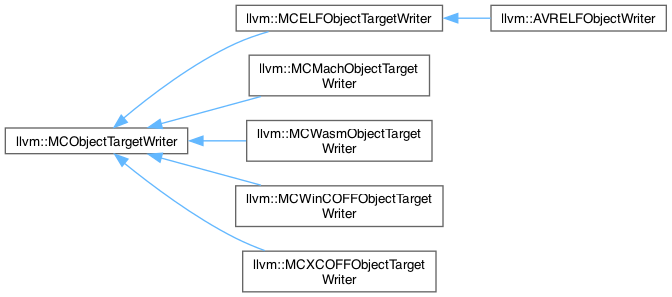 llvm::MCELFObjectTargetWriter
llvm::AVRELFObjectWriter
llvm::MCMachObjectTarget
Writer
llvm::MCObjectTargetWriter
llvm::MCWasmObjectTarget
Writer
llvm::MCWinCOFFObjectTarget
Writer
llvm::MCXCOFFObjectTarget
Writer